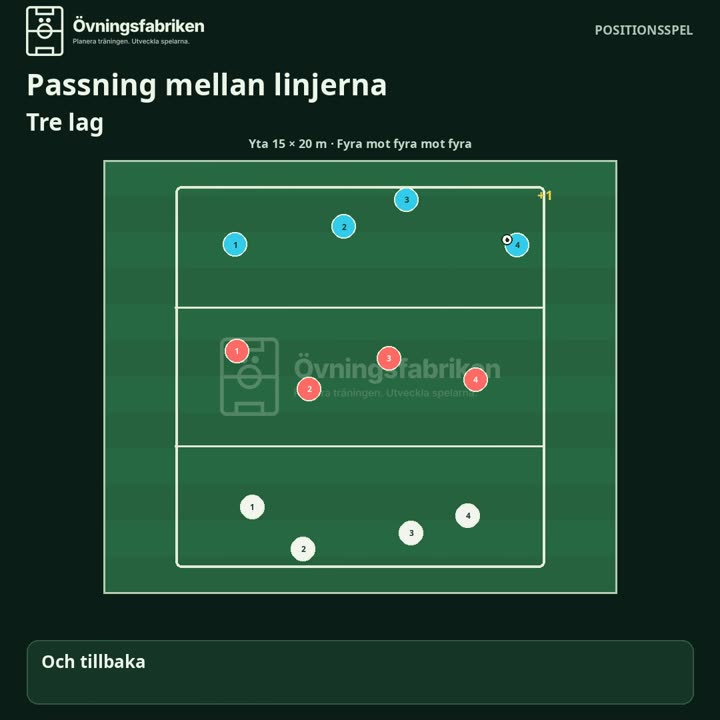 Övningsfabriken
Planera träningen. Utveckla spelarna.
POSITIONSSPEL
Passning mellan linjerna
Tre lag
Yta 15 × 20 m · Fyra mot fyra mot fyra
+1
3
2
1
4
1
3
Övningsfabriken
4
2
träningen. Utveckla spelarna.
1
4
3
2
Och tillbaka